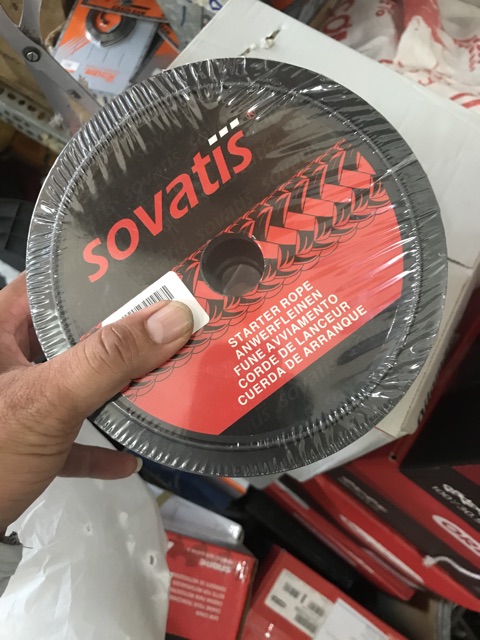 sovatis
STARTER ROPE
ANWERFLEINEN
FUNE AVVIAMENTO
CORDE DE LANCEUR
CUERDA DE ARRANQUE